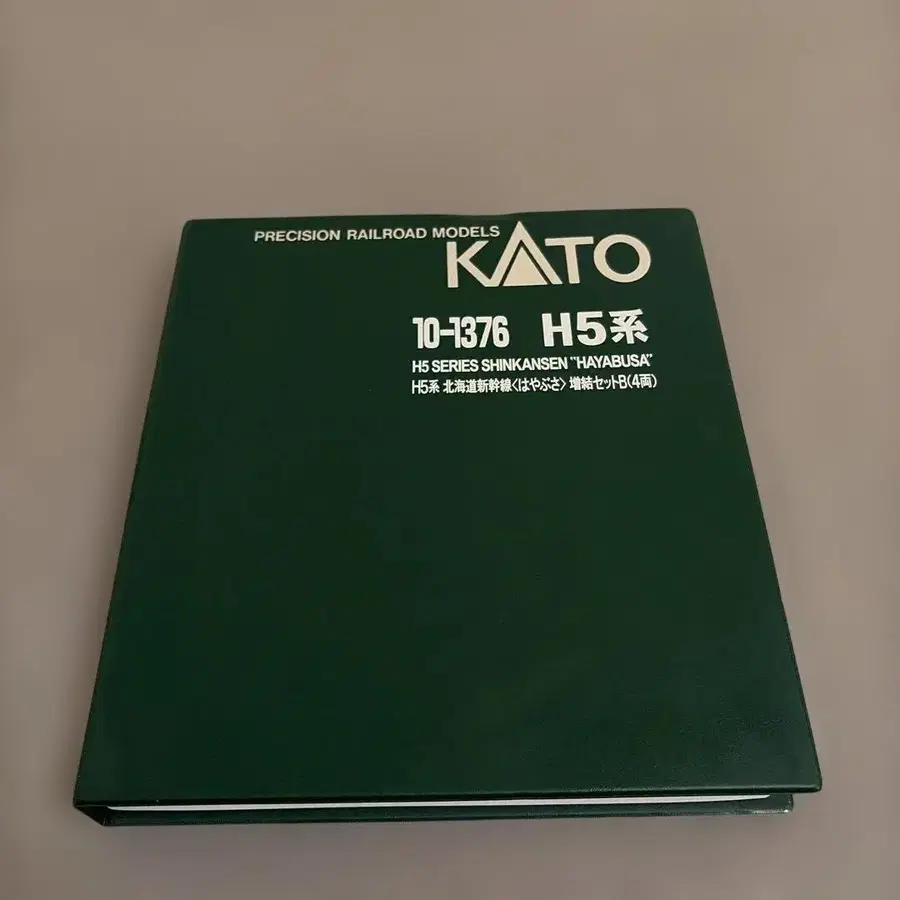 PRECISION RAILROAD MODELS
KATO
10-1376 H5系
H5 SERIES SHINKANSEN "HAYABUSA"
H5系 北海道新幹線〈はやぶさ〉 増結セットB(4両)